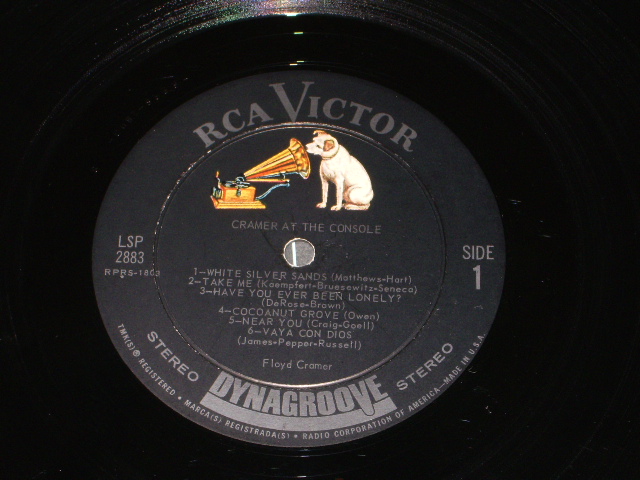 RCA VICTOR
CRAMER AT THE CONSOLE
LSP
2883
SIDE
1
1—WHITE SILVER SANDS (Matthews-Hart)
2—TAKE ME (Kaempfert-Bruesewitz-Seneca)
3—HAVE YOU EVER BEEN LONELY?
(DeRose-Brown)
4—COCOANUT GROVE (Owen)
5—NEAR YOU (Craig-Goell)
6—VAYA CON DIOS
(James-Pepper-Russell)
Floyd Cramer
STEREO
DYNAGROOVE
STEREO
TMK(S) ® REGISTERED • MARCA(S) REGISTRADA(S) • RADIO CORPORATION OF AMERICA—MADE IN U.S.A.